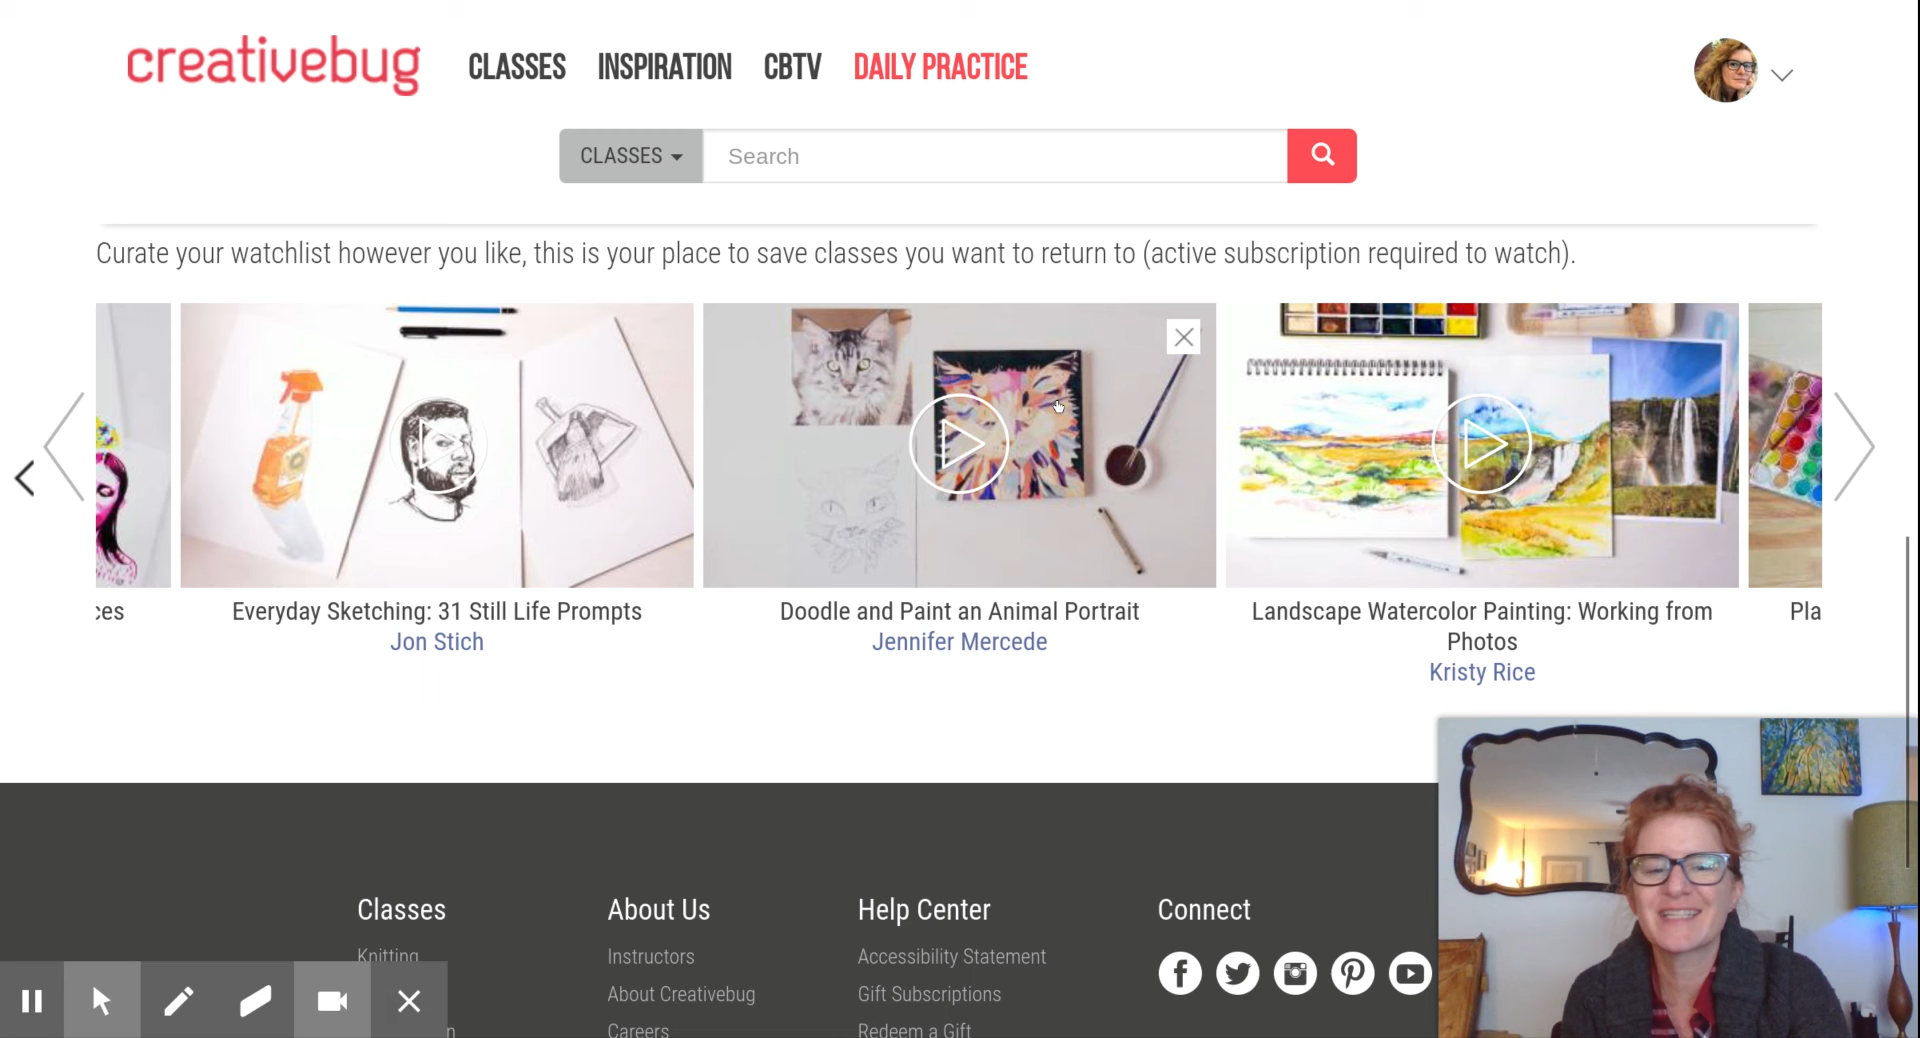 creativebug CLASSES INSPIRATION CBTV DAILY PRACTICE
CLASSES Search
Curate your watchlist however you like, this is your place to save classes you want to return to (active subscription required to watch).
ces
Everyday Sketching: 31 Still Life Prompts
Jon Stich
Doodle and Paint an Animal Portrait
Jennifer Mercede
Landscape Watercolor Painting: Working from
Photos
Kristy Rice
Pla
Classes
Knitting
n
About Us
Instructors
About Creativebug
Careers
Help Center
Accessibility Statement
Gift Subscriptions
Redeem a Gift
Connect